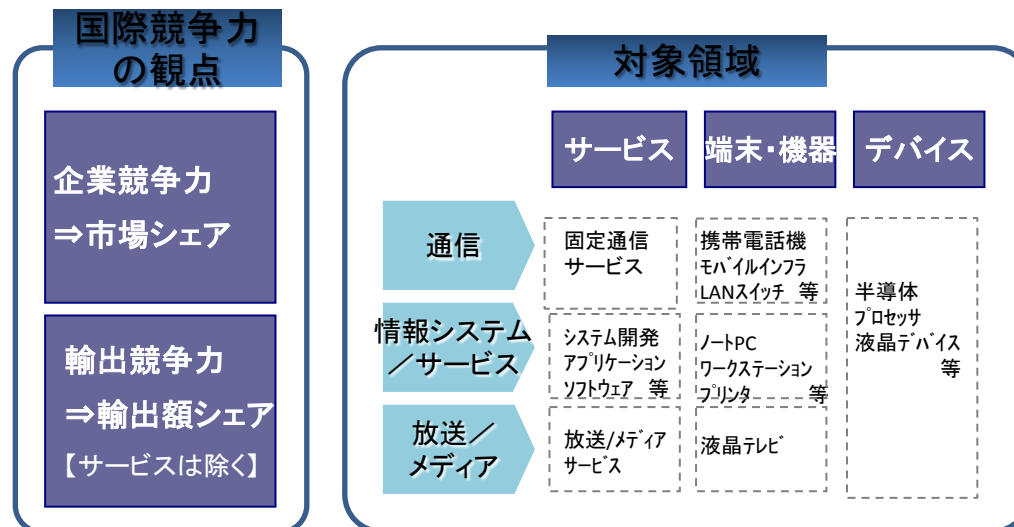 国際競争力
の観点
企業競争力
⇒市場シェア
輸出競争力
⇒輸出額シェア
【サービスは除く】
対象領域
サービス
端末・機器
デバイス
通信
固定通信
サービス
携帯電話機
モバイルインフラ
LANスイッチ 等
半導体
プロセッサ
液晶デバイス
等
情報システム
／サービス
システム開発
アプリケーション
ソフトウェア 等
ノートPC
ワークステーション
プリンタ 等
放送／
メディア
放送/メディア
サービス
液晶テレビ